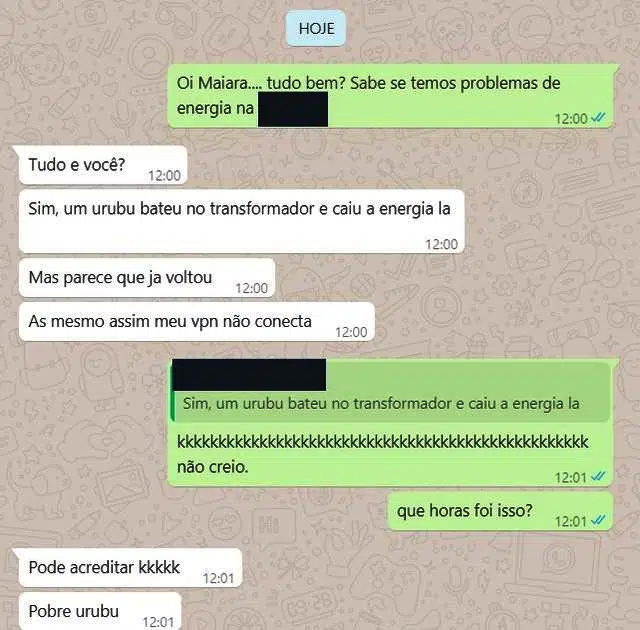 HOJE
Oi Maiara.... tudo bem? Sabe se temos problemas de
energia na
12:00
Tudo e você?
12:00
Sim, um urubu bateu no transformador e caiu a energia la
12:00
Mas parece que ja voltou
12:00
As mesmo assim meu vpn não conecta
12:00
Sim, um urubu bateu no transformador e caiu a energia la
kkkkkkkkkkkkkkkkkkkkkkkkkkkkkkkkkkkkkkkkkkkkkkkkkkk
não creio.
12:01
que horas foi isso?
12:01
Pode acreditar kkkkk
12:01
Pobre urubu
12:01